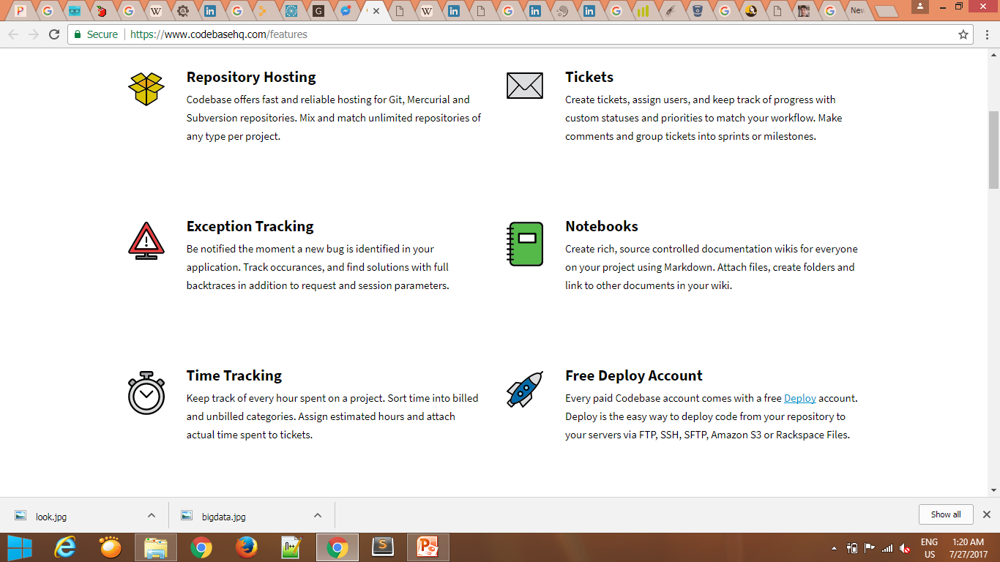 New
Secure
https://www.codebasehq.com/features
Repository Hosting
Codebase offers fast and reliable hosting for Git, Mercurial and
Subversion repositories. Mix and match unlimited repositories of
any type per project.
Tickets
Create tickets, assign users, and keep track of progress with
custom statuses and priorities to match your workflow. Make
comments and group tickets into sprints or milestones.
Exception Tracking
Be notified the moment a new bug is identified in your
application. Track occurances, and find solutions with full
backtraces in addition to request and session parameters.
Notebooks
Create rich, source controlled documentation wikis for everyone
on your project using Markdown. Attach files, create folders and
link to other documents in your wiki.
Time Tracking
Keep track of every hour spent on a project. Sort time into billed
and unbilled categories. Assign estimated hours and attach
actual time spent to tickets.
Free Deploy Account
Every paid Codebase account comes with a free Deploy account.
Deploy is the easy way to deploy code from your repository to
your servers via FTP, SSH, SFTP, Amazon S3 or Rackspace Files.
look.jpg
bigdata.jpg
Show all
ENG
US
1:20 AM
7/27/2017